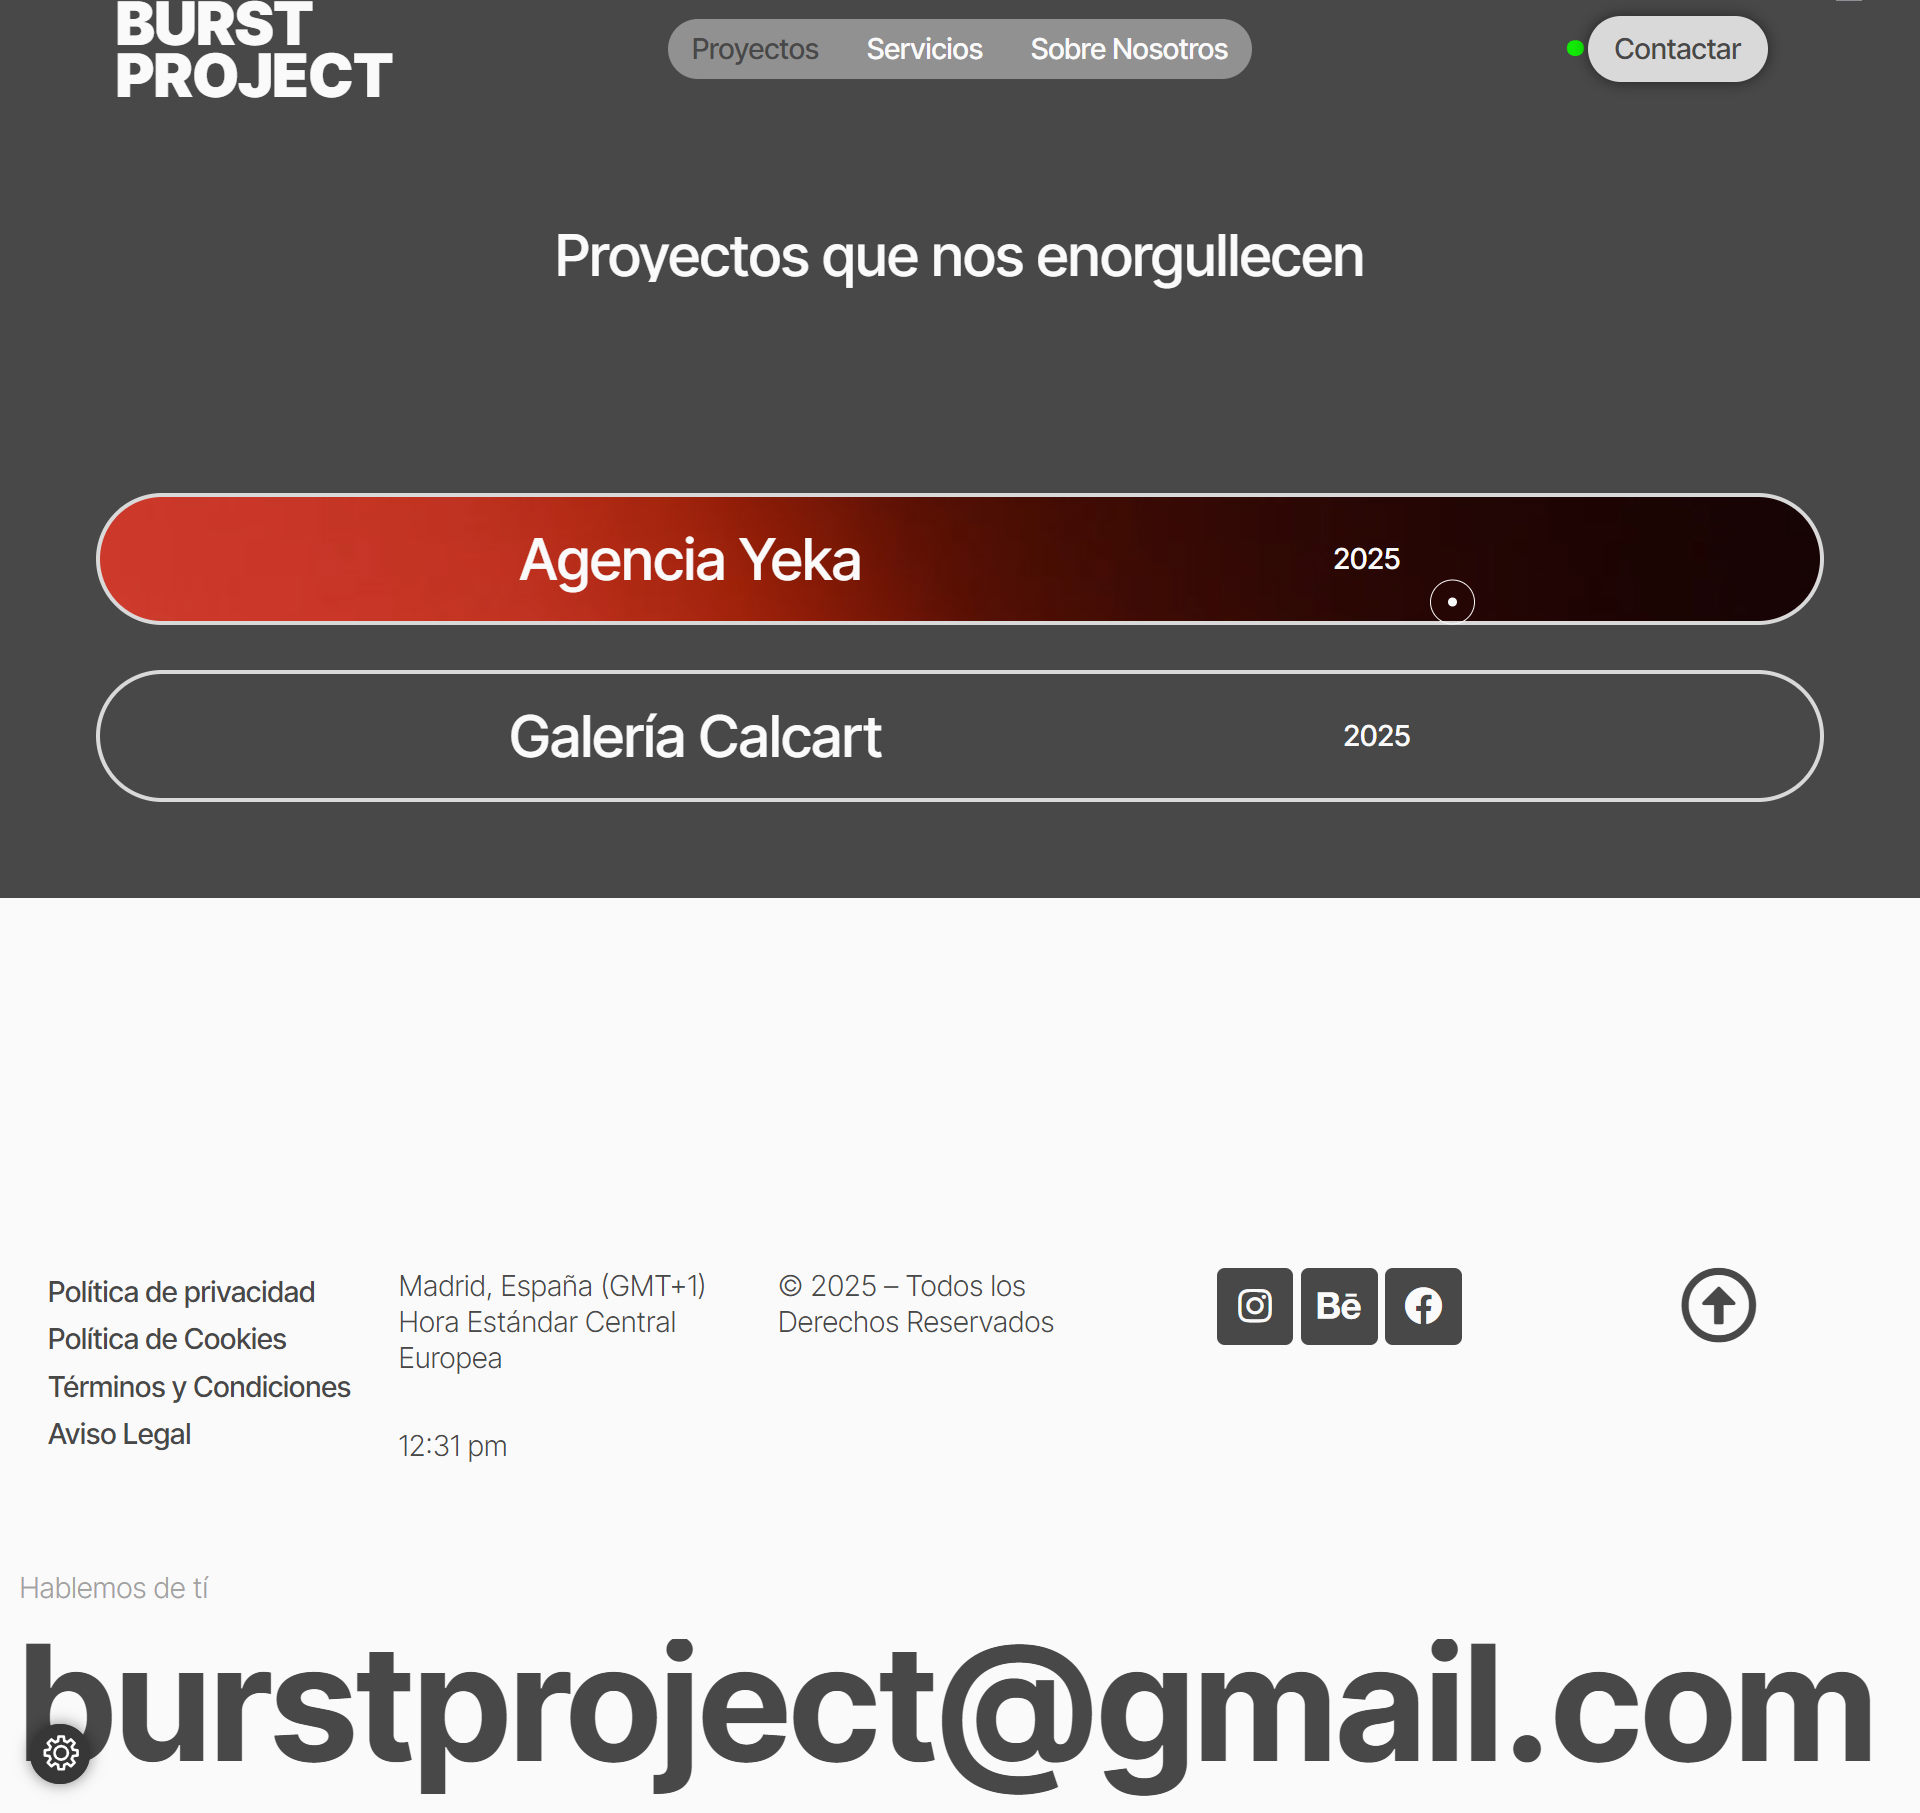 BURST
PROJECT
Proyectos Servicios Sobre Nosotros
Contactar
Proyectos que nos enorgullecen
Agencia Yeka 2025
Galería Calcart 2025
Política de privacidad
Política de Cookies
Términos y Condiciones
Aviso Legal
Madrid, España (GMT+1)
Hora Estándar Central
Europea
12:31 pm
© 2025 – Todos los
Derechos Reservados
Bē
Hablemos de tí
burstproject@gmail.com